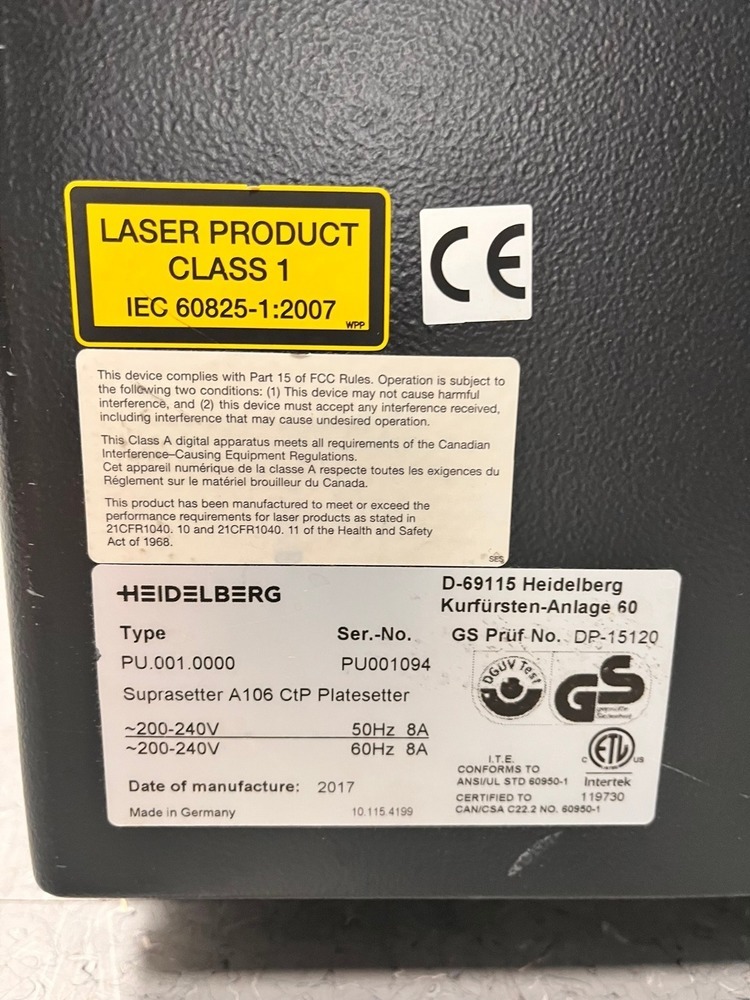 LASER PRODUCT
CLASS 1
IEC 60825-1:2007
WPP
CE
This device complies with Part 15 of FCC Rules. Operation is subject to
the following two conditions: (1) This device may not cause harmful
interference, and (2) this device must accept any interference received,
including interference that may cause undesired operation.
This Class A digital apparatus meets all requirements of the Canadian
Interference–Causing Equipment Regulations.
Cet appareil numérique de la classe A respecte toutes les exigences du
Réglement sur le matériel brouilleur du Canada.
This product has been manufactured to meet or exceed the
performance requirements for laser products as stated in
21CFR1040. 10 and 21CFR1040. 11 of the Health and Safety
Act of 1968.
SES
HEIDELBERG
D-69115 Heidelberg
Kurfürsten-Anlage 60
Type Ser.-No. GS Prüf No. DP-15120
PU.001.0000 PU001094
DGUV Test
GS
geprüfte
Sicherheit
Suprasetter A106 CtP Platesetter
~200-240V 50Hz 8A
~200-240V 60Hz 8A
c ETL us
Intertek
119730
I.T.E.
CONFORMS TO
ANSI/UL STD 60950-1
CERTIFIED TO
CAN/CSA C22.2 NO. 60950-1
Date of manufacture: 2017
Made in Germany 10.115.4199